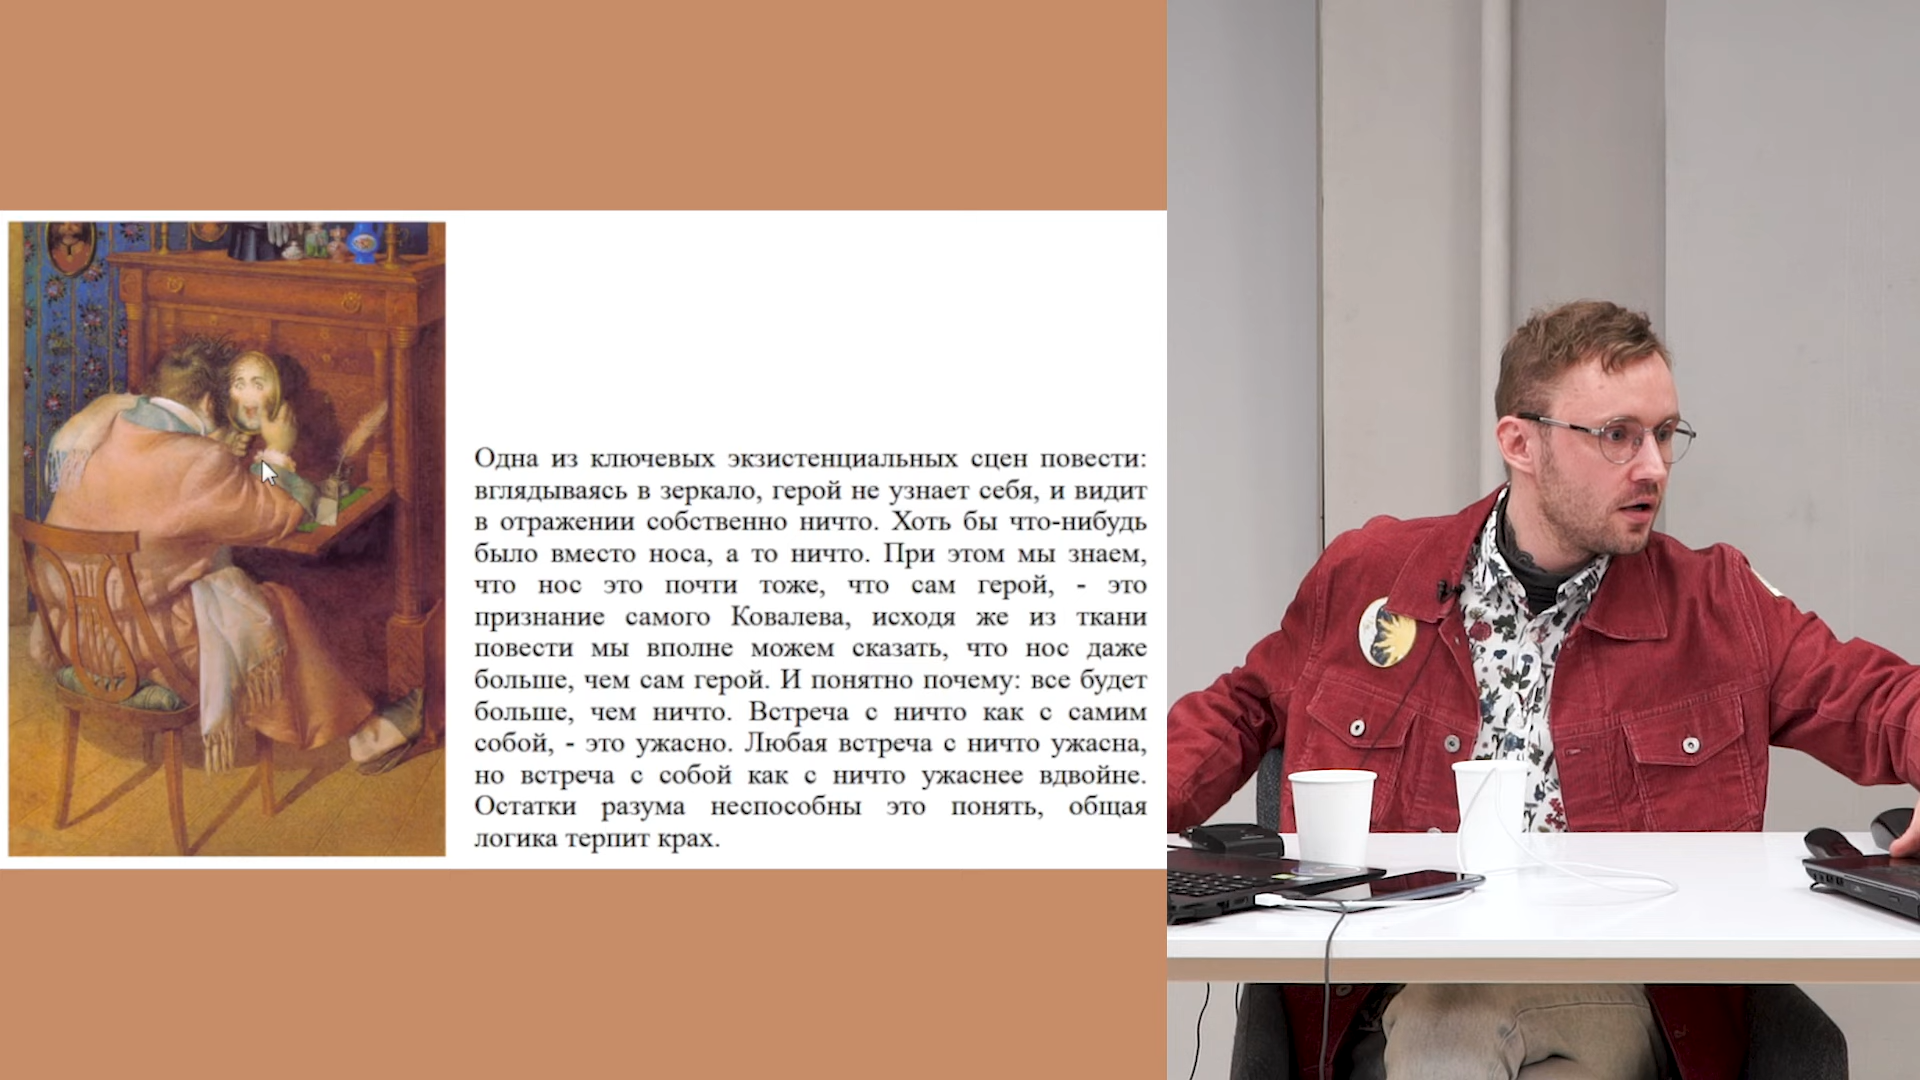 Одна из ключевых экзистенциальных сцен повести:
вглядываясь в зеркало, герой не узнает себя, и видит
в отражении собственно ничто. Хоть бы что-нибудь
было вместо носа, а то ничто. При этом мы знаем,
что нос это почти тоже, что сам герой, - это
признание самого Ковалева, исходя же из ткани
повести мы вполне можем сказать, что нос даже
больше, чем сам герой. И понятно почему: все будет
больше, чем ничто. Встреча с ничто как с самим
собой, - это ужасно. Любая встреча с ничто ужасна,
но встреча с собой как с ничто ужаснее вдвойне.
Остатки разума неспособны это понять, общая
логика терпит крах.